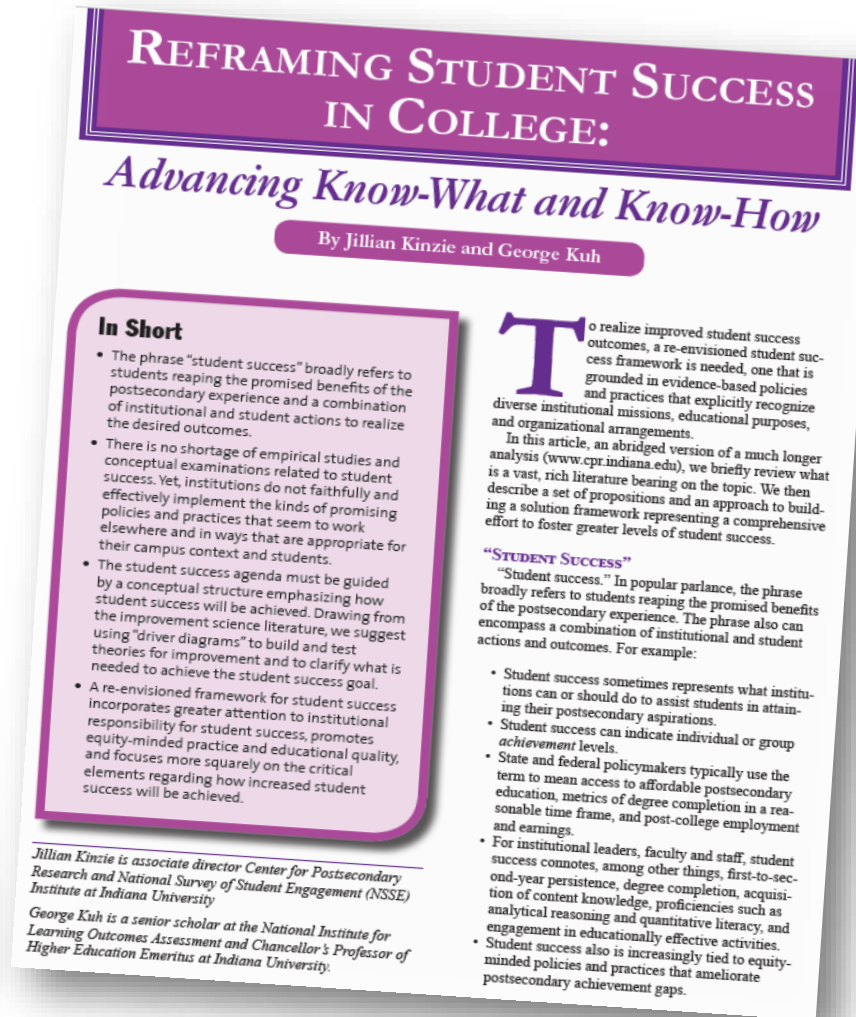 REFRAMING STUDENT SUCCESS
IN COLLEGE:
Advancing Know-What and Know-How
By Jillian Kinzie and George Kuh
In Short
• The phrase “student success” broadly refers to
students reaping the promised benefits of the
postsecondary experience and a combination
of institutional and student actions to realize
the desired outcomes.
• There is no shortage of empirical studies and
conceptual examinations related to student
success. Yet, institutions do not faithfully and
effectively implement the kinds of promising
policies and practices that seem to work
elsewhere and in ways that are appropriate for
their campus context and students.
• The student success agenda must be guided
by a conceptual structure emphasizing how
student success will be achieved. Drawing from
the improvement science literature, we suggest
using “driver diagrams” to build and test
theories for improvement and to clarify what is
needed to achieve the student success goal.
• A re-envisioned framework for student success
incorporates greater attention to institutional
responsibility for student success, promotes
equity-minded practice and educational quality,
and focuses more squarely on the critical
elements regarding how increased student
success will be achieved.
Jillian Kinzie is associate director Center for Postsecondary
Research and National Survey of Student Engagement (NSSE)
Institute at Indiana University
George Kuh is a senior scholar at the National Institute for
Learning Outcomes Assessment and Chancellor’s Professor of
Higher Education Emeritus at Indiana University.
To realize improved student success
outcomes, a re-envisioned student suc-
cess framework is needed, one that is
grounded in evidence-based policies
and practices that explicitly recognize
diverse institutional missions, educational purposes,
and organizational arrangements.
In this article, an abridged version of a much longer
analysis (www.cpr.indiana.edu), we briefly review what
is a vast, rich literature bearing on the topic. We then
describe a set of propositions and an approach to build-
ing a solution framework representing a comprehensive
effort to foster greater levels of student success.
“STUDENT SUCCESS”
“Student success.” In popular parlance, the phrase
broadly refers to students reaping the promised benefits
of the postsecondary experience. The phrase also can
encompass a combination of institutional and student
actions and outcomes. For example:
• Student success sometimes represents what institu-
tions can or should do to assist students in attain-
ing their postsecondary aspirations.
• Student success can indicate individual or group
achievement levels.
• State and federal policymakers typically use the
term to mean access to affordable postsecondary
education, metrics of degree completion in a rea-
sonable time frame, and post-college employment
and earnings.
• For institutional leaders, faculty and staff, student
success connotes, among other things, first-to-sec-
ond-year persistence, degree completion, acquisi-
tion of content knowledge, proficiencies such as
analytical reasoning and quantitative literacy, and
engagement in educationally effective activities.
• Student success also is increasingly tied to equity-
minded policies and practices that ameliorate
postsecondary achievement gaps.